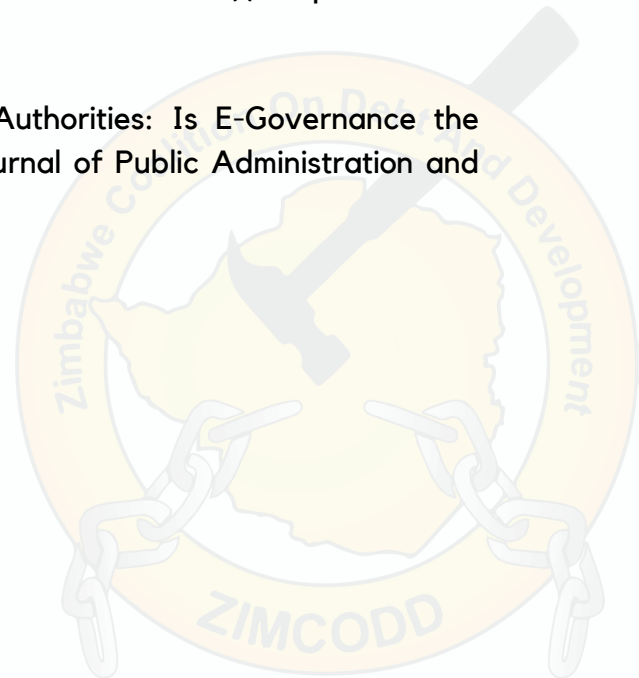 Authorities: Is E-Governance the
urnal of Public Administration and
Zimbabwe Coalition On Debt And Development
ZIMCODD